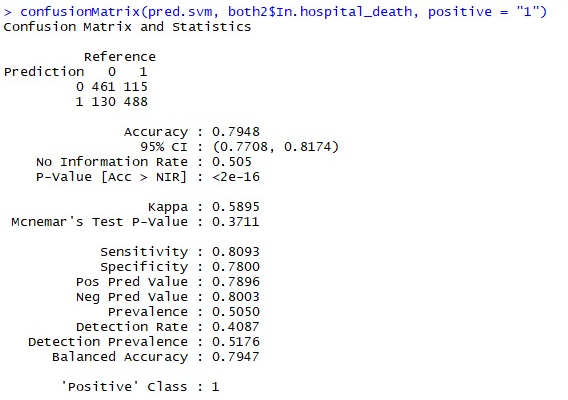 > confusionMatrix(pred.svm, both2$In.hospital_death, positive = "1")
Confusion Matrix and Statistics
Reference
Prediction 0 1
0 461 115
1 130 488
Accuracy : 0.7948
95% CI : (0.7708, 0.8174)
No Information Rate : 0.505
P-Value [Acc > NIR] : <2e-16
Kappa : 0.5895
Mcnemar's Test P-Value : 0.3711
Sensitivity : 0.8093
Specificity : 0.7800
Pos Pred Value : 0.7896
Neg Pred Value : 0.8003
Prevalence : 0.5050
Detection Rate : 0.4087
Detection Prevalence : 0.5176
Balanced Accuracy : 0.7947
'Positive' Class : 1